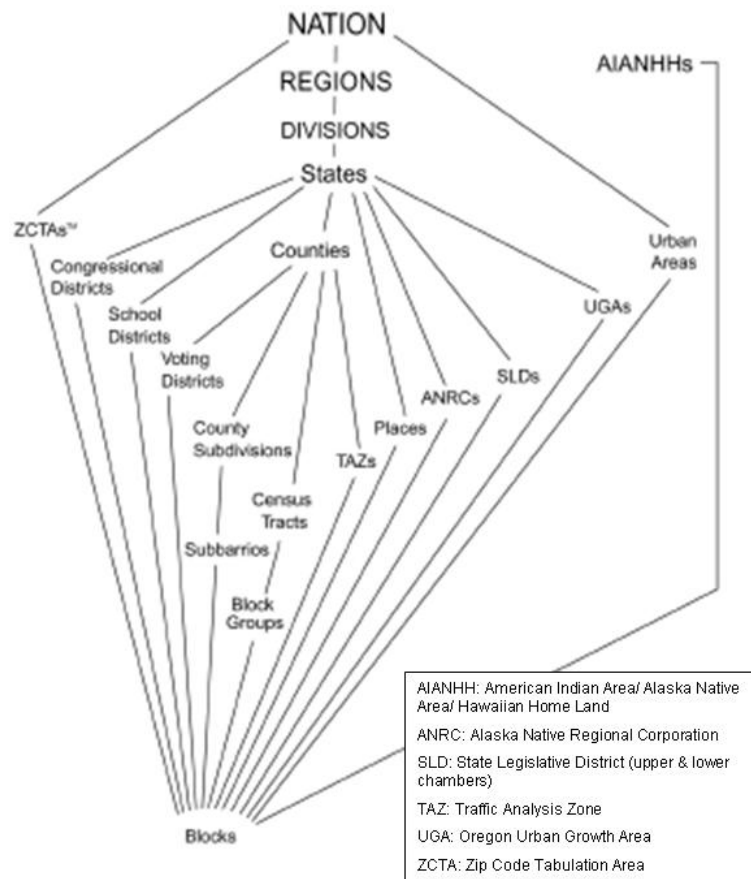 NATION
AIANHHs
REGIONS
DIVISIONS
States
ZCTAs™
Counties
Urban
Areas
Congressional
Districts
School
Districts
UGAs
Voting
Districts
SLDs
ANRCs
County
Subdivisions
Places
TAZs
Census
Tracts
Subbarrios
Block
Groups
Blocks
AIANHH: American Indian Area/ Alaska Native
Area/ Hawaiian Home Land
ANRC: Alaska Native Regional Corporation
SLD: State Legislative District (upper & lower
chambers)
TAZ: Traffic Analysis Zone
UGA: Oregon Urban Growth Area
ZCTA: Zip Code Tabulation Area